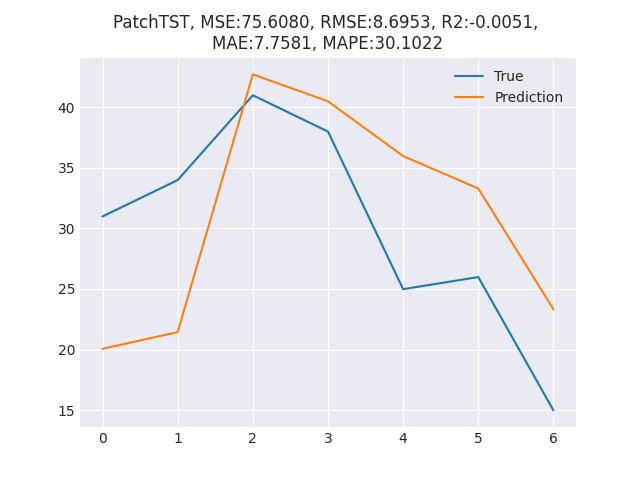 PatchTST, MSE:75.6080, RMSE:8.6953, R2:-0.0051,
MAE:7.7581, MAPE:30.1022
True
Prediction
40
35
30
25
20
15
0 1 2 3 4 5 6